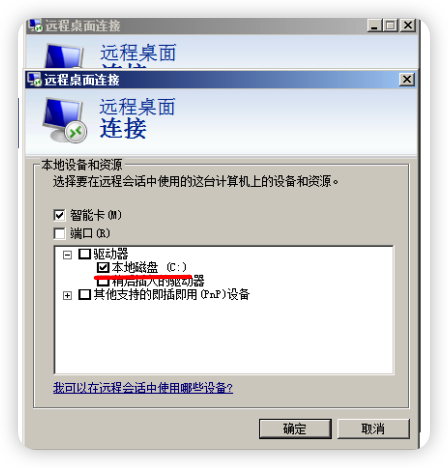 远程桌面连接
远程桌面
远程桌面连接
远程桌面
连接
本地设备和资源
选择要在远程会话中使用的这台计算机上的设备和资源。
智能卡(M)
端口(R)
驱动器
本地磁盘 (C:)
稍后插入的驱动器
其他支持的即插即用(PnP)设备
我可以在远程会话中使用哪些设备?
确定 取消